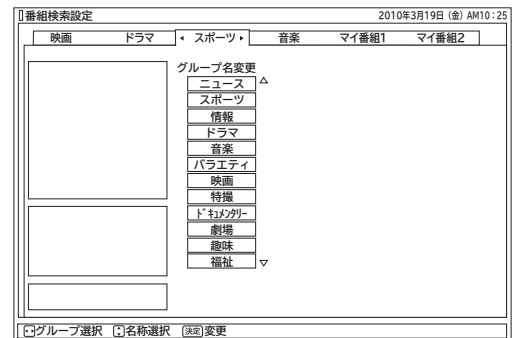 番組検索設定 2010年3月19日 (金) AM10:25
映画 ドラマ スポーツ 音楽 マイ番組1 マイ番組2
グループ名変更
ニュース
スポーツ
情報
ドラマ
音楽
バラエティ
映画
特撮
ﾄﾞｷｭﾒﾝﾀﾘｰ
劇場
趣味
福祉
グループ選択 名称選択 決定 変更